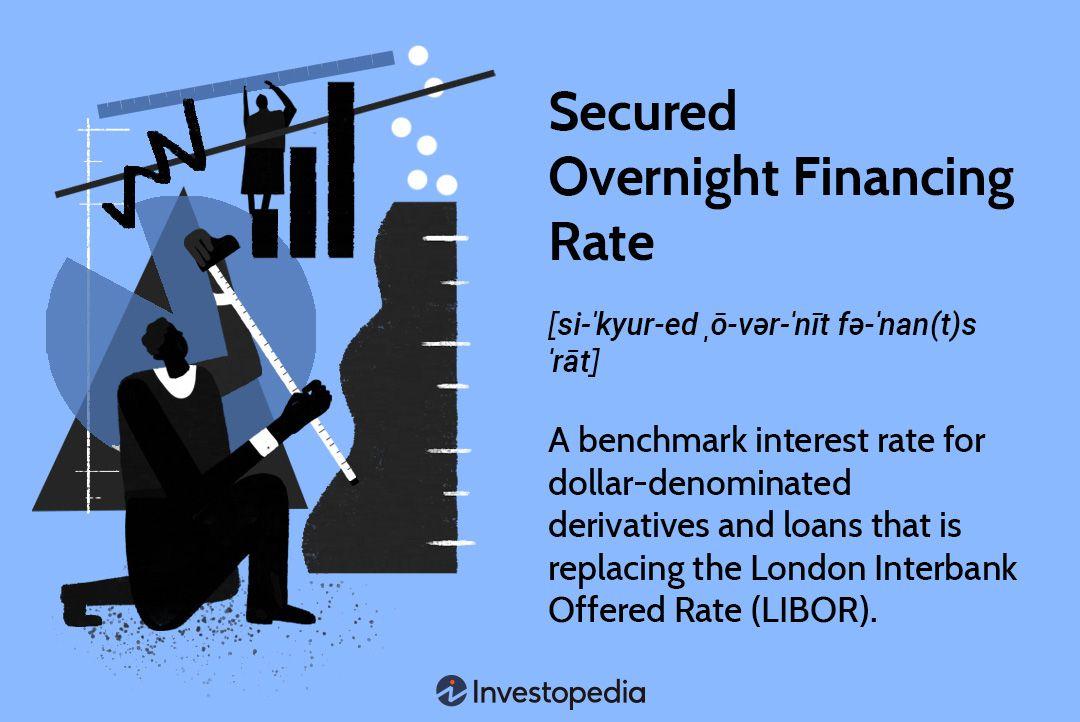 Secured
Overnight Financing
Rate
[si-ˈkyur-ed ˌō-vər-ˈnīt fə-ˈnan(t)s
ˈrāt]
A benchmark interest rate for
dollar-denominated
derivatives and loans that is
replacing the London Interbank
Offered Rate (LIBOR).
Investopedia